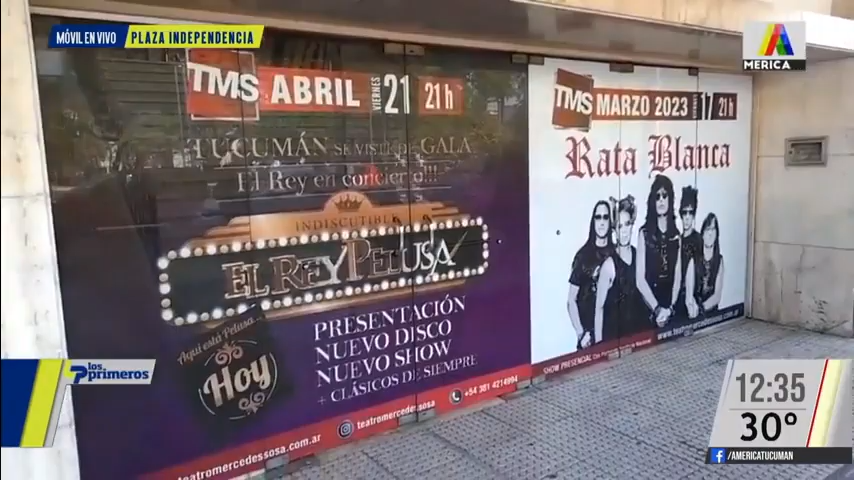 MÓVIL EN VIVO PLAZA INDEPENDENCIA
A
MERICA
TMS ABRIL VIERNES 21 21 h
TUCUMÁN SE VISTE DE GALA
El Rey en concierto!!!
INDISCUTIBLE
EL REY PELUSA
PRESENTACIÓN
NUEVO DISCO
NUEVO SHOW
+ CLÁSICOS DE SIEMPRE
Aquí está Pelusa...
Hoy
teatromercedessosa
+54 381 4214994
teatromercedessosa.com.ar
TMS MARZO 2023 17 21 h
Rata Blanca
SHOW PRESENCIAL
www.teatromercedessosa.com.ar
los
primeros
12:35
30°
/AMERICATUCUMAN